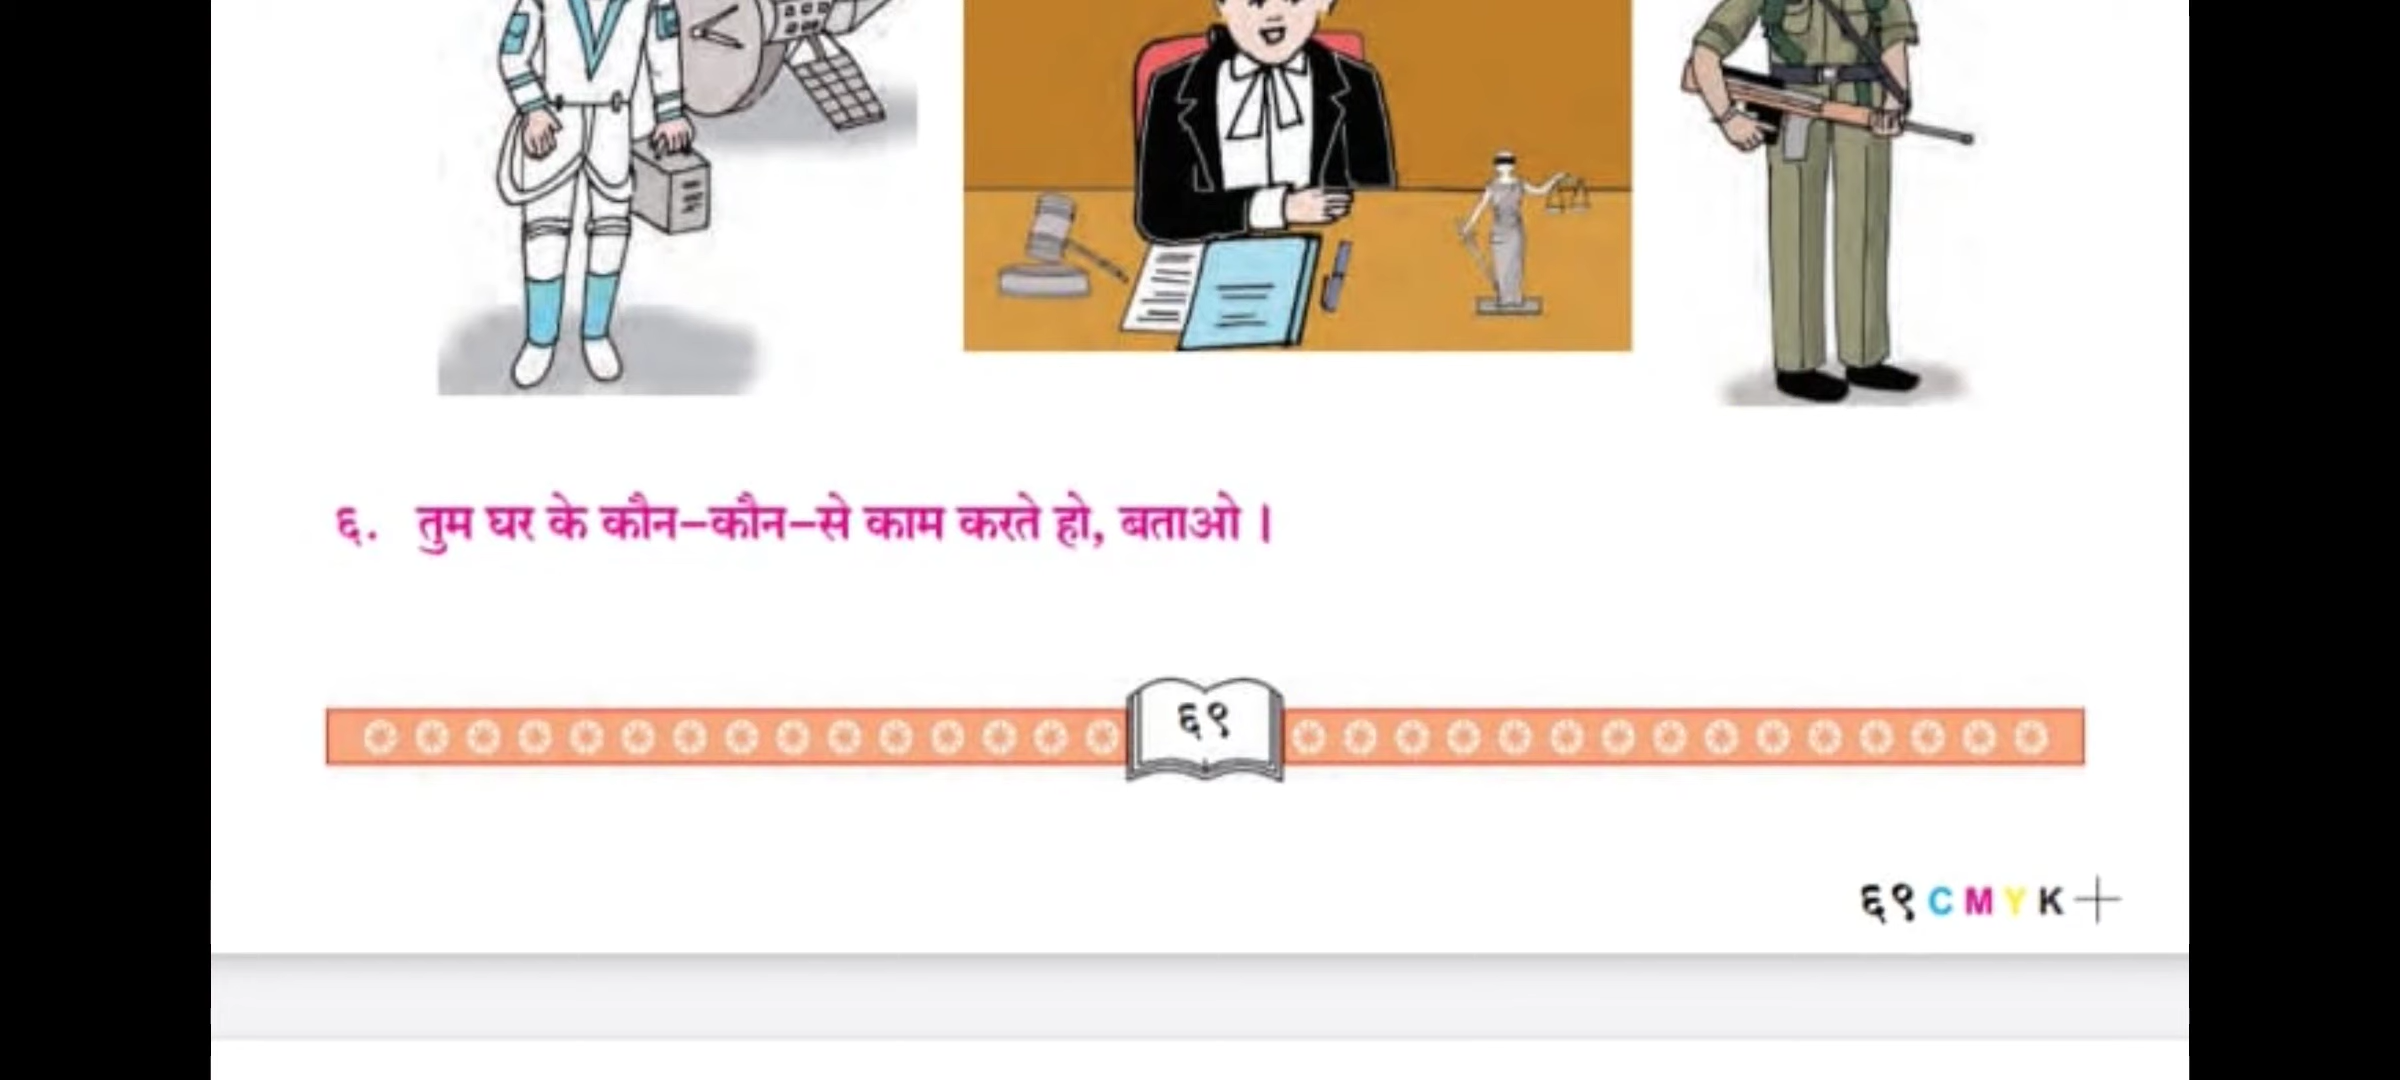 ६. तुम घर के कौन-कौन-से काम करते हो, बताओ ।
६९
६९ C M Y K